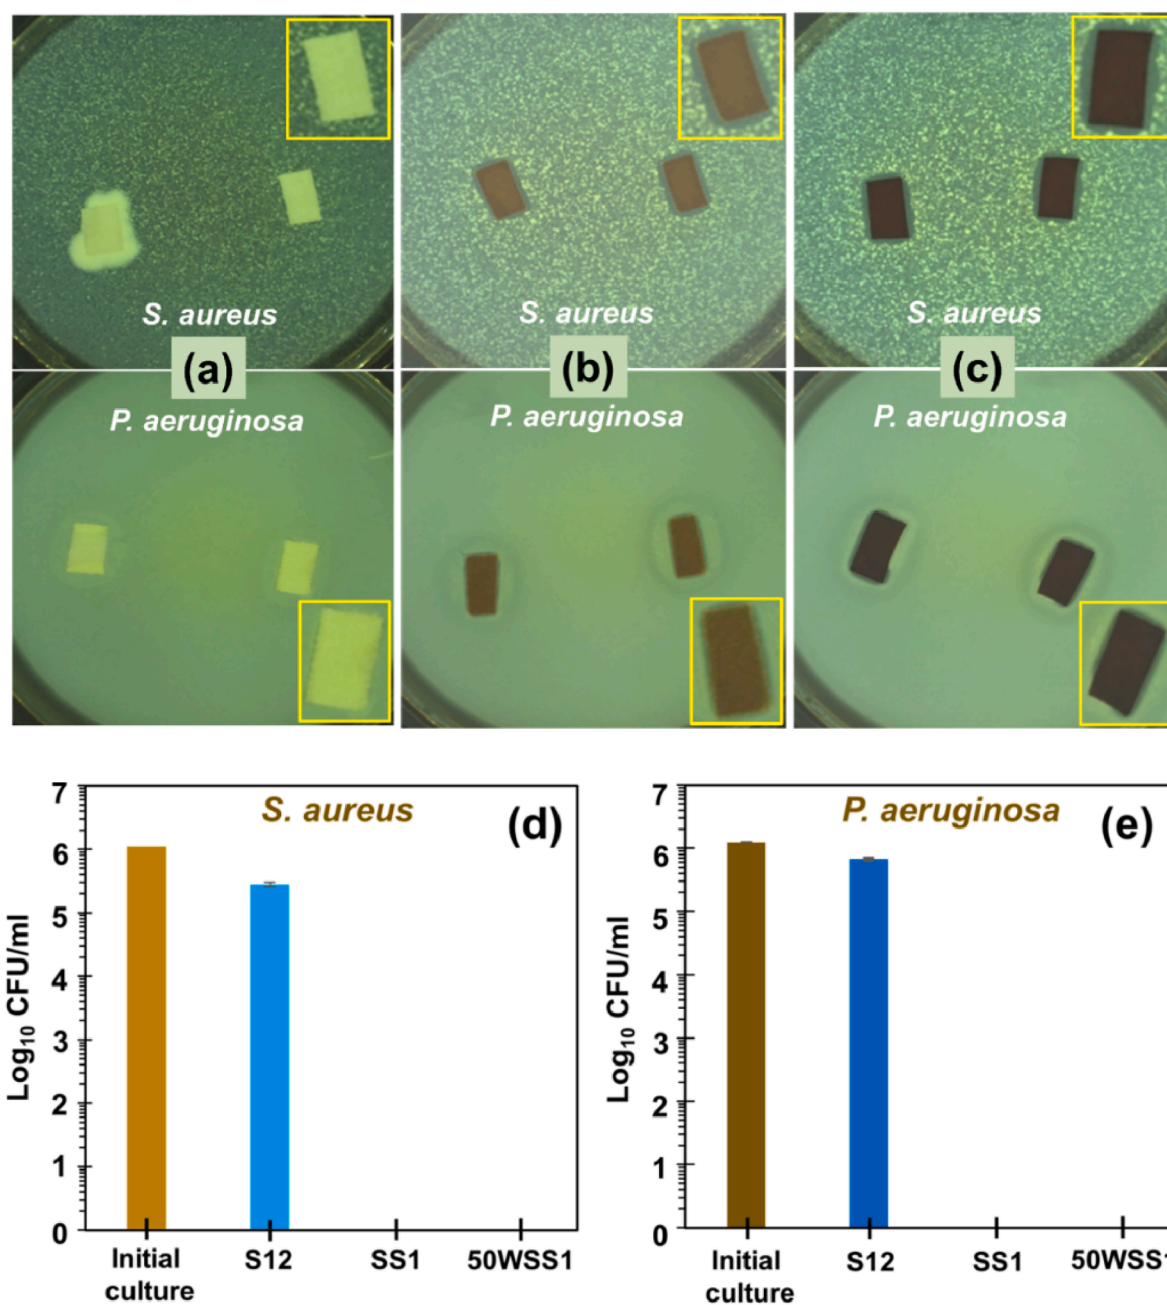 S. aureus
S. aureus
S. aureus
(a)
(b)
(c)
P. aeruginosa
P. aeruginosa
P. aeruginosa
7
6
5
4
3
2
1
0
Log10 CFU/ml
S. aureus
(d)
Initial
culture
S12
SS1
50WSS1
7
6
5
4
3
2
1
0
Log10 CFU/ml
P. aeruginosa
(e)
Initial
culture
S12
SS1
50WSS1